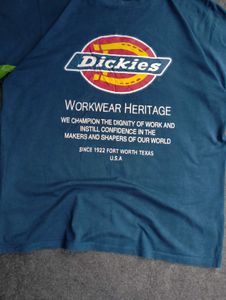 Dickies
WORKWEAR HERITAGE
WE CHAMPION THE DIGNITY OF WORK AND
INSTILL CONFIDENCE IN THE
MAKERS AND SHAPERS OF OUR WORLD
SINCE 1922 FORT WORTH TEXAS
U.S.A